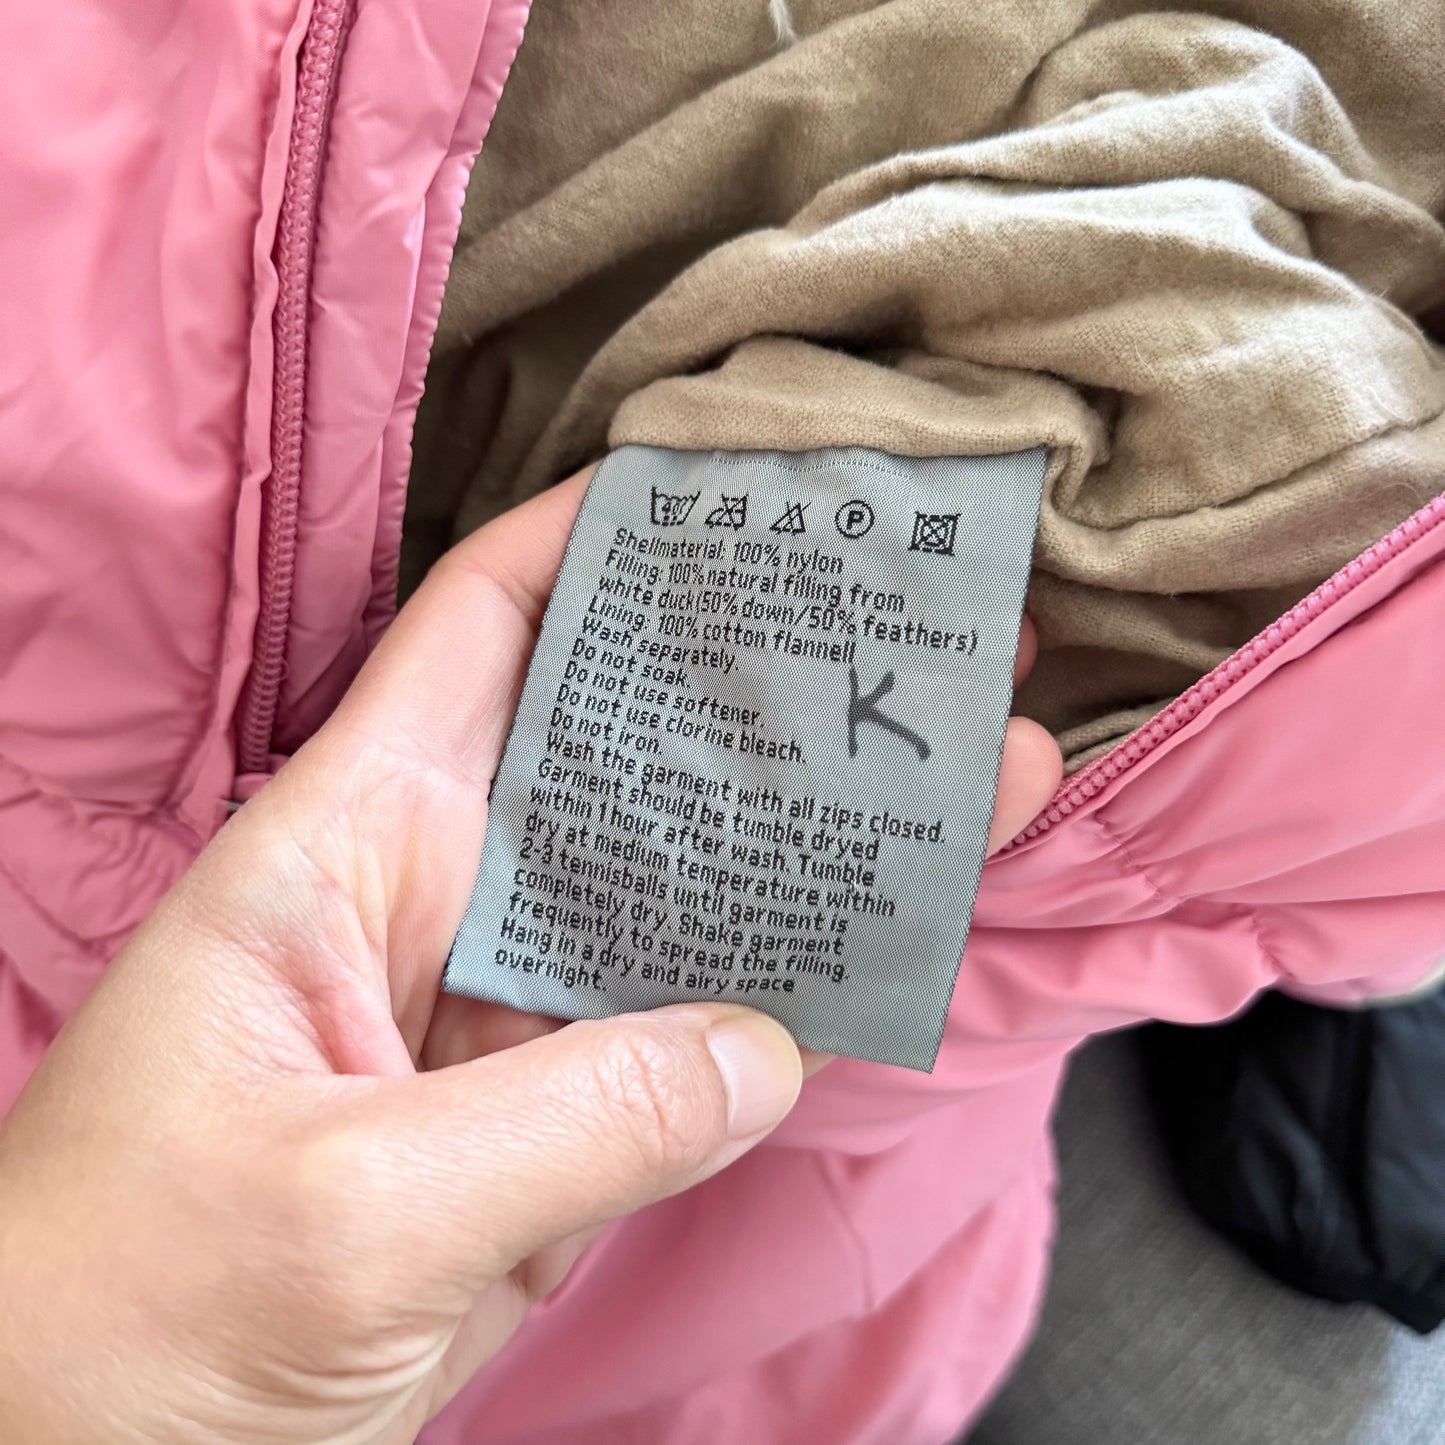 40
P
Shellmaterial: 100% nylon
Filling: 100% natural filling from
white duck(50% down/50% feathers)
Lining: 100% cotton flannell
Wash separately.
Do not soak.
Do not use softener.
Do not use clorine bleach.
Do not iron.
K
Wash the garment with all zips closed.
Garment should be tumble dryed
within 1 hour after wash. Tumble
dry at medium temperature within
2-3 tennisballs until garment is
completely dry. Shake garment
frequently to spread the filling.
Hang in a dry and airy space
overnight.